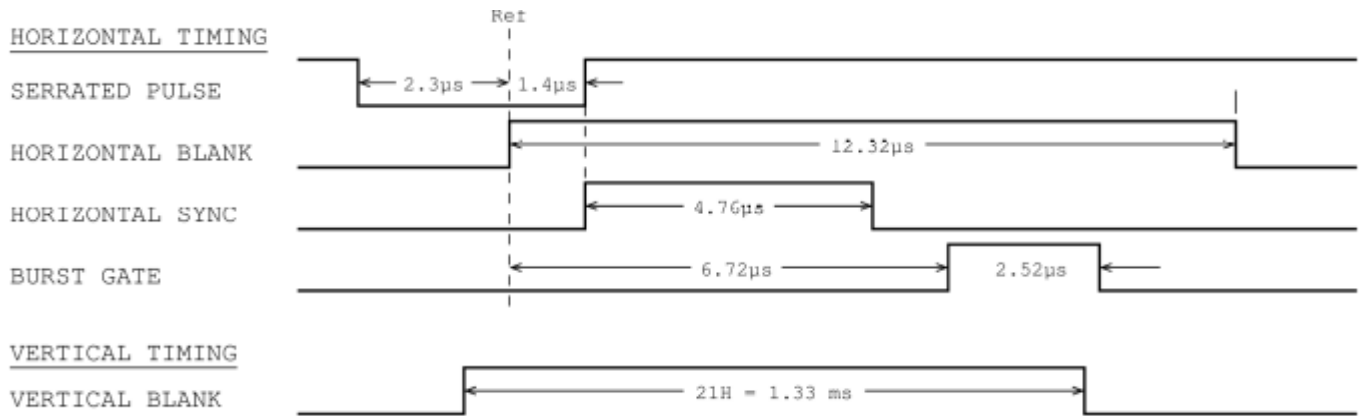 Ref
HORIZONTAL TIMING
2.3µs 1.4µs
SERRATED PULSE
HORIZONTAL BLANK 12.32µs
HORIZONTAL SYNC 4.76µs
BURST GATE 6.72µs 2.52µs
VERTICAL TIMING
VERTICAL BLANK 21H = 1.33 ms